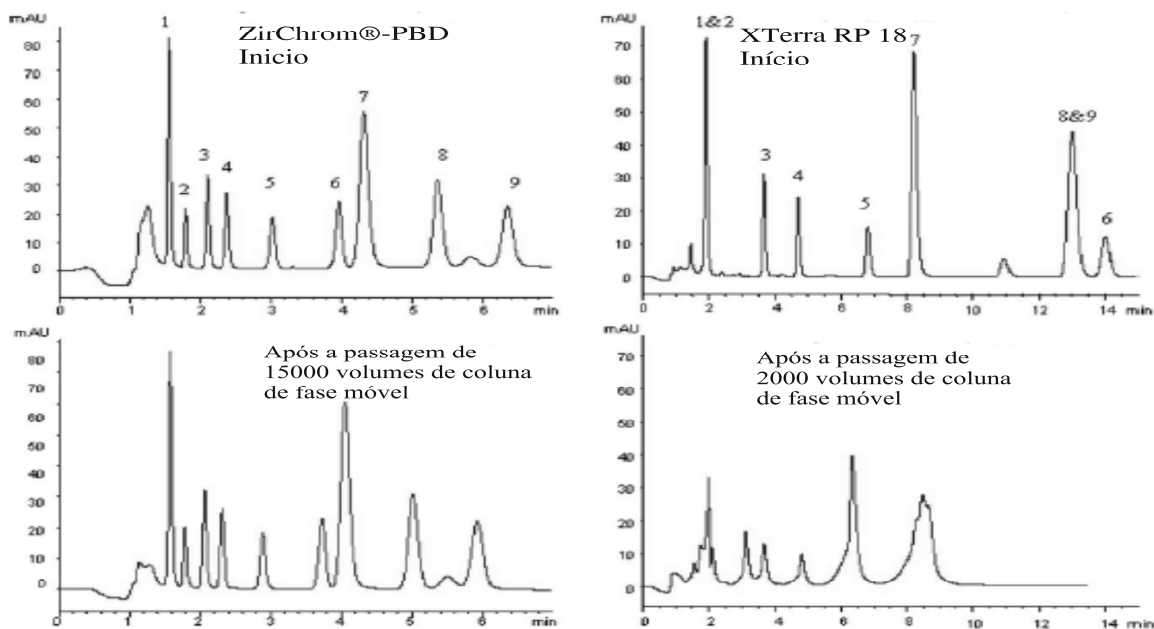 mAU
ZirChrom®-PBD
Inicio
1
2
3
4
5
6
7
8
9
80
70
60
50
40
30
20
10
0
0 1 2 3 4 5 6 min
mAU
XTerra RP 18
Início
1&2
3
4
5
7
8&9
6
70
60
50
40
30
20
10
0
0 2 4 6 8 10 12 14 min
mAU
Após a passagem de
15000 volumes de coluna
de fase móvel
80
70
60
50
40
30
20
10
0
0 1 2 3 4 5 6 min
mAU
Após a passagem de
2000 volumes de coluna
de fase móvel
70
60
50
40
30
20
10
0
0 2 4 6 8 10 12 14 min